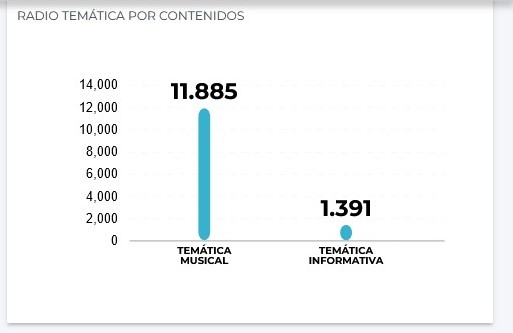 RADIO TEMÁTICA POR CONTENIDOS
14,000
12,000
10,000
8,000
6,000
4,000
2,000
0
11.885
1.391
TEMÁTICA
MUSICAL
TEMÁTICA
INFORMATIVA